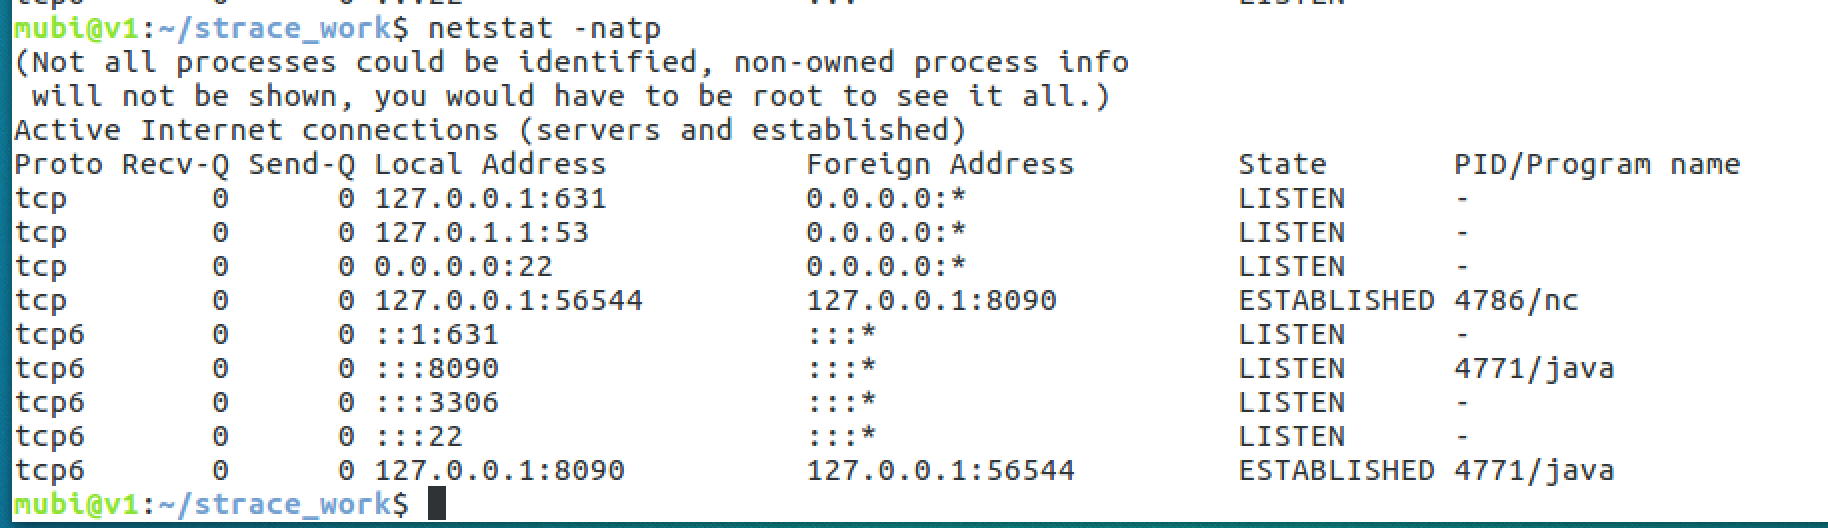 mubi@v1:~/strace_work$ netstat -natp
(Not all processes could be identified, non-owned process info
 will not be shown, you would have to be root to see it all.)
Active Internet connections (servers and established)
Proto Recv-Q Send-Q Local Address           Foreign Address         State       PID/Program name
tcp        0      0 127.0.0.1:631           0.0.0.0:*               LISTEN      -
tcp        0      0 127.0.1.1:53            0.0.0.0:*               LISTEN      -
tcp        0      0 0.0.0.0:22              0.0.0.0:*               LISTEN      -
tcp        0      0 127.0.0.1:56544         127.0.0.1:8090          ESTABLISHED 4786/nc
tcp6       0      0 ::1:631                 :::*                    LISTEN      -
tcp6       0      0 :::8090                 :::*                    LISTEN      4771/java
tcp6       0      0 :::3306                 :::*                    LISTEN      -
tcp6       0      0 :::22                   :::*                    LISTEN      -
tcp6       0      0 127.0.0.1:8090          127.0.0.1:56544         ESTABLISHED 4771/java
mubi@v1:~/strace_work$